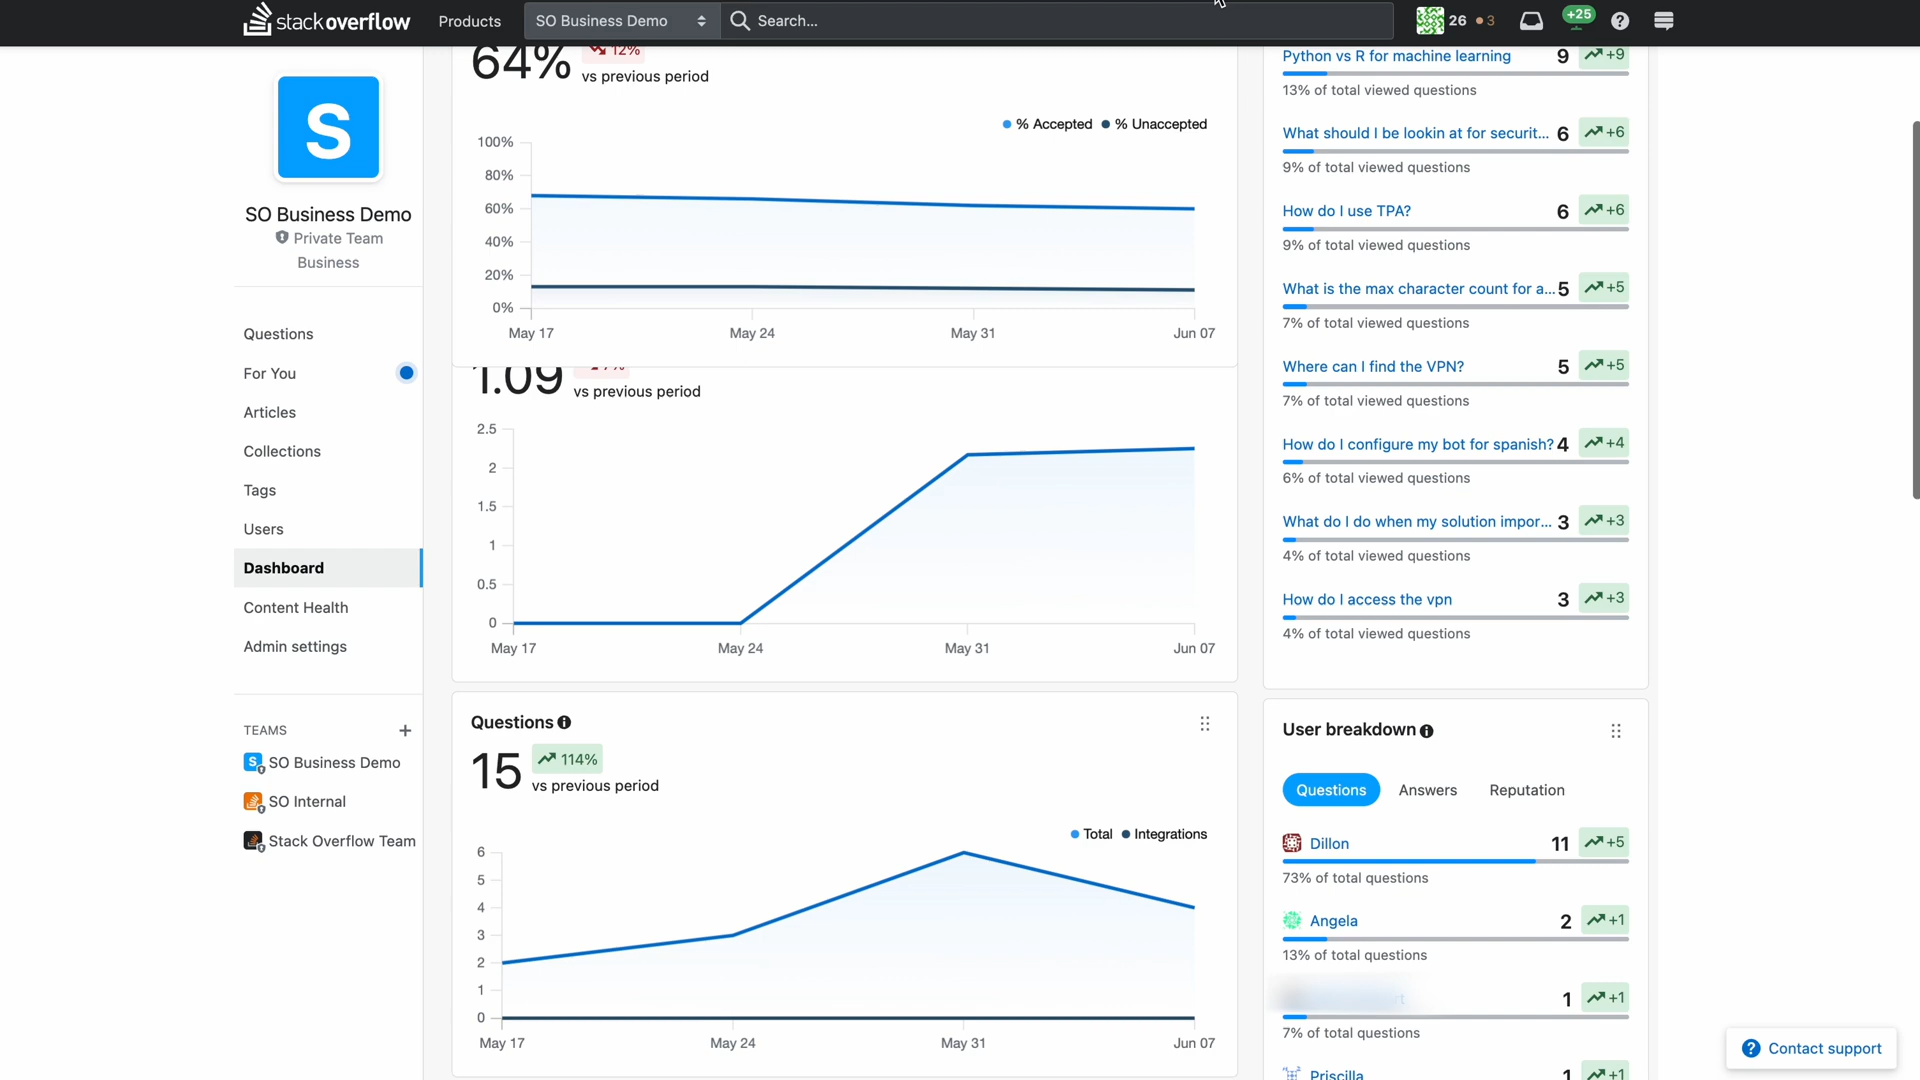 stackoverflow
Products
SO Business Demo
Search...
26
3
+25
S
SO Business Demo
Private Team
Business
Questions
For You
Articles
Collections
Tags
Users
Dashboard
Content Health
Admin settings
TEAMS
SO Business Demo
SO Internal
Stack Overflow Team
64%
12%
vs previous period
% Accepted
% Unaccepted
100%
80%
60%
40%
20%
0%
May 17
May 24
May 31
Jun 07
1.09
7%
vs previous period
2.5
2
1.5
1
0.5
0
May 17
May 24
May 31
Jun 07
Questions
15
114%
vs previous period
Total
Integrations
6
5
4
3
2
1
0
May 17
May 24
May 31
Jun 07
Python vs R for machine learning
9
+9
13% of total viewed questions
What should I be lookin at for securit...
6
+6
9% of total viewed questions
How do I use TPA?
6
+6
9% of total viewed questions
What is the max character count for a...
5
+5
7% of total viewed questions
Where can I find the VPN?
5
+5
7% of total viewed questions
How do I configure my bot for spanish?
4
+4
6% of total viewed questions
What do I do when my solution impor...
3
+3
4% of total viewed questions
How do I access the vpn
3
+3
4% of total viewed questions
User breakdown
Questions
Answers
Reputation
Dillon
11
+5
73% of total questions
Angela
2
+1
13% of total questions
1
+1
7% of total questions
Priscilla
1
+1
Contact support